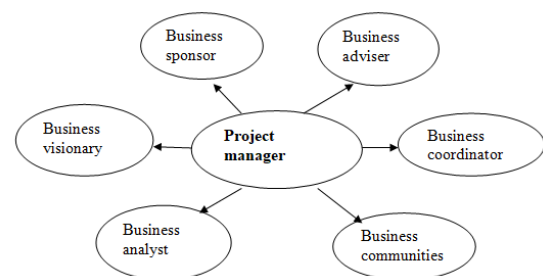 Business
sponsor
Business
adviser
Business
visionary
Project
manager
Business
coordinator
Business
analyst
Business
communities